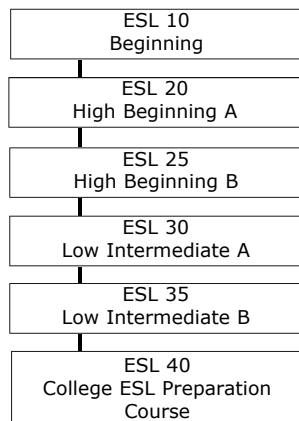 ESL 10
Beginning
ESL 20
High Beginning A
ESL 25
High Beginning B
ESL 30
Low Intermediate A
ESL 35
Low Intermediate B
ESL 40
College ESL Preparation
Course